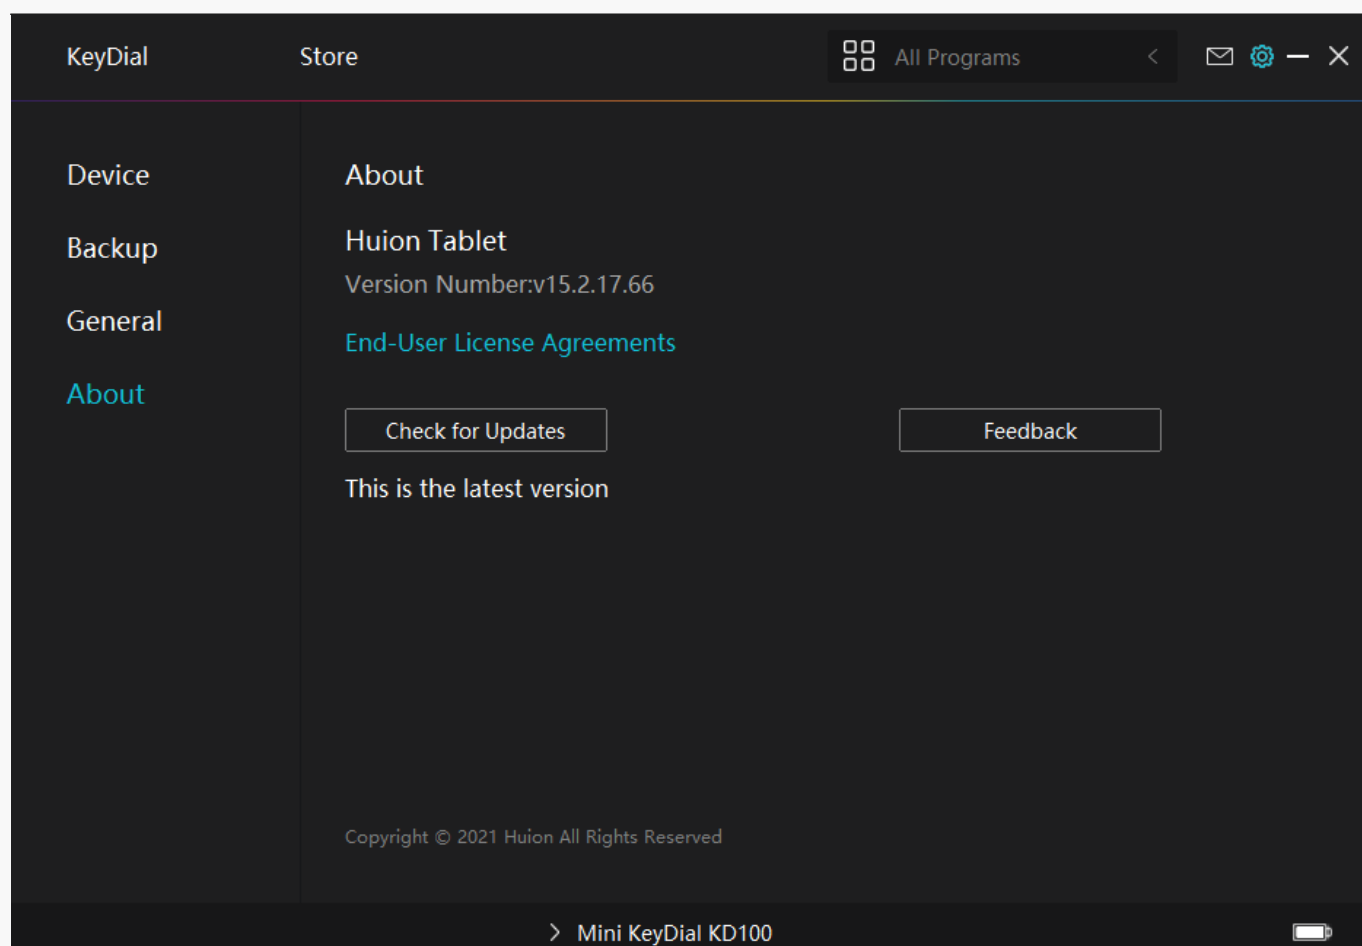 KeyDial
Store
All Programs
Device
Backup
General
About
About
Huion Tablet
Version Number:v15.2.17.66
End-User License Agreements
Check for Updates
Feedback
This is the latest version
Copyright © 2021 Huion All Rights Reserved
Mini KeyDial KD100